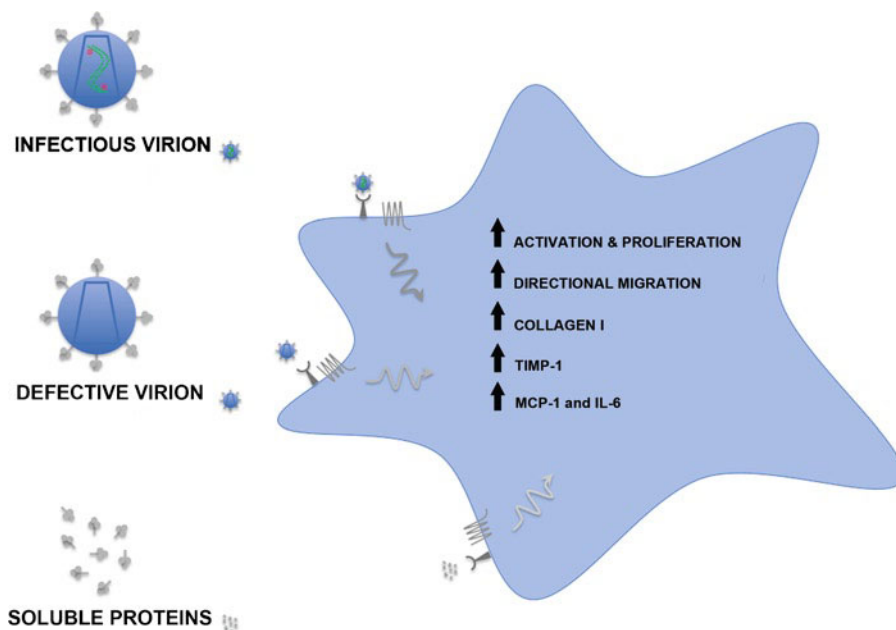 INFECTIOUS VIRION
DEFECTIVE VIRION
SOLUBLE PROTEINS
ACTIVATION & PROLIFERATION
DIRECTIONAL MIGRATION
COLLAGEN I
TIMP-1
MCP-1 and IL-6